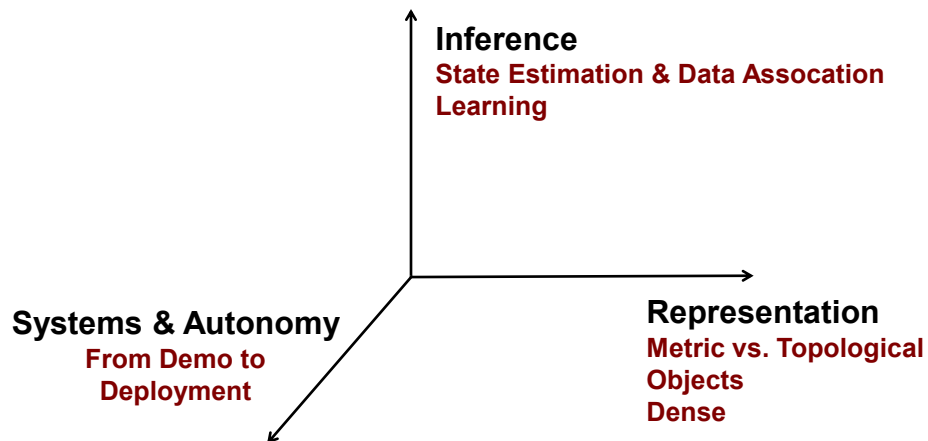 Inference
State Estimation & Data Assocation
Learning
Systems & Autonomy
From Demo to
Deployment
Representation
Metric vs. Topological
Objects
Dense